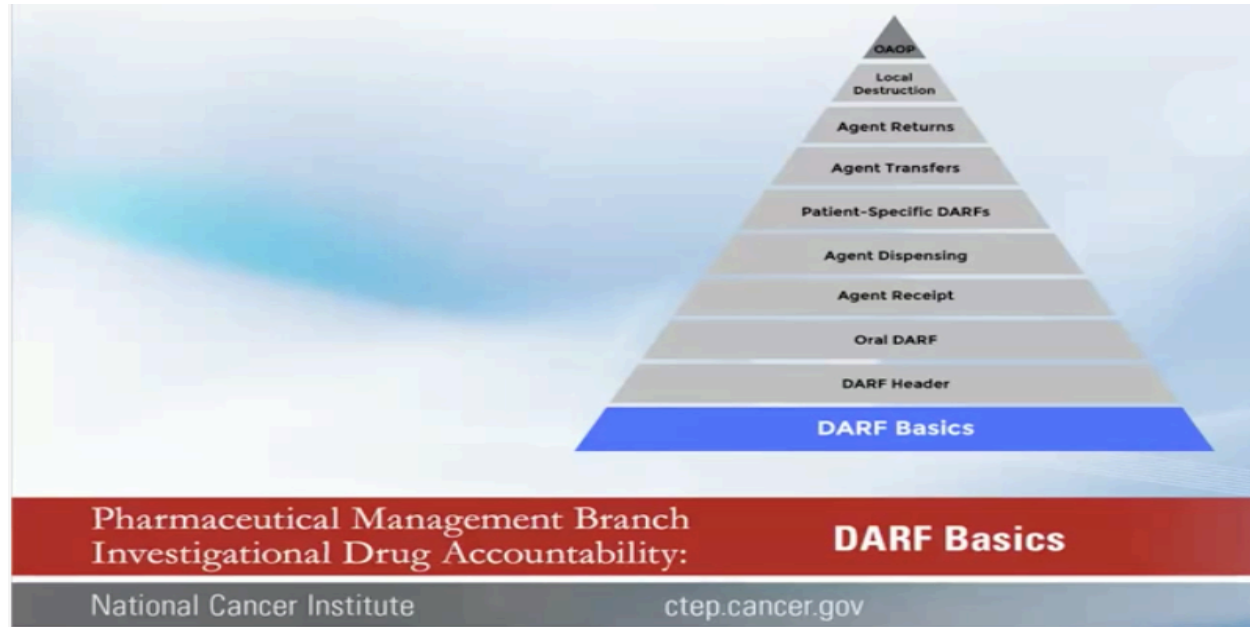 OAOP
Local
Destruction
Agent Returns
Agent Transfers
Patient-Specific DARFs
Agent Dispensing
Agent Receipt
Oral DARF
DARF Header
DARF Basics
Pharmaceutical Management Branch
Investigational Drug Accountability:
DARF Basics
National Cancer Institute
ctep.cancer.gov